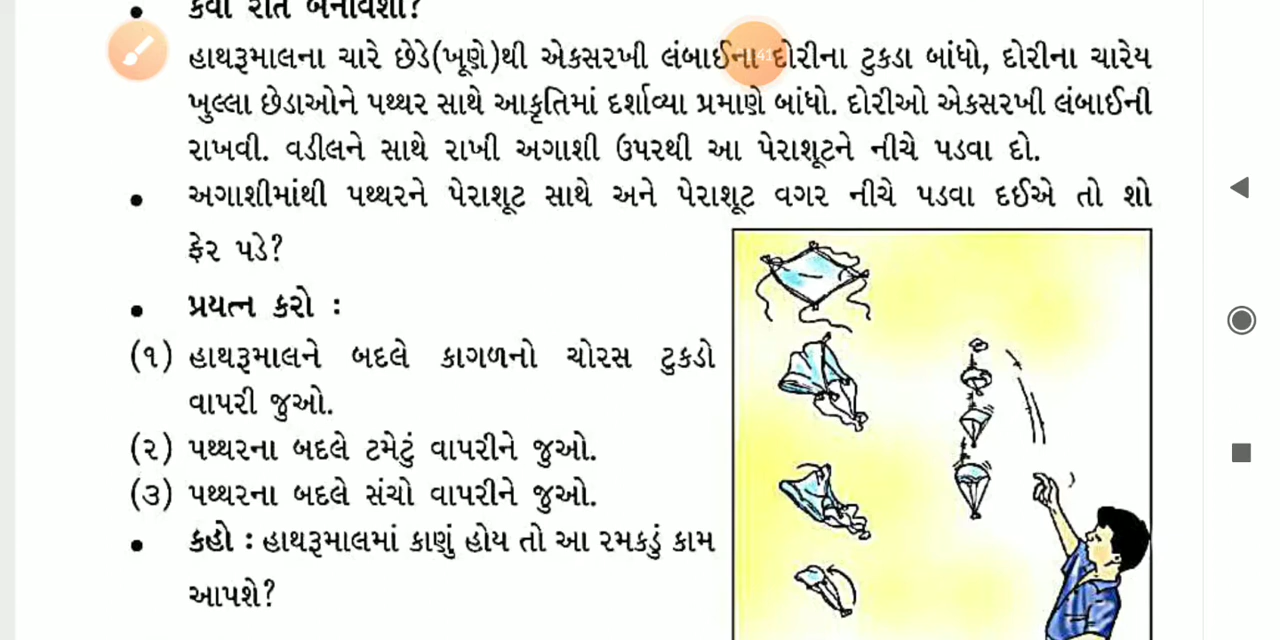 કેવી રીતે બનાવશો?
હાથરૂમાલના ચારે છેડે(ખૂણે)થી એકસરખી લંબાઈના દોરીના ટુકડા બાંધો, દોરીના ચારેય
ખુલ્લા છેડાઓને પથ્થર સાથે આકૃતિમાં દર્શાવ્યા પ્રમાણે બાંધો. દોરીઓ એકસરખી લંબાઈની
રાખવી. વડીલને સાથે રાખી અગાશી ઉપરથી આ પેરાશૂટને નીચે પડવા દો.
• અગાશીમાંથી પથ્થરને પેરાશૂટ સાથે અને પેરાશૂટ વગર નીચે પડવા દઈએ તો શો
ફેર પડે?
• પ્રયત્ન કરો :
(૧) હાથરૂમાલને બદલે કાગળનો ચોરસ ટુકડો
વાપરી જુઓ.
(૨) પથ્થરના બદલે ટમેટું વાપરીને જુઓ.
(૩) પથ્થરના બદલે સંચો વાપરીને જુઓ.
• કહો : હાથરૂમાલમાં કાણું હોય તો આ રમકડું કામ
આપશે?